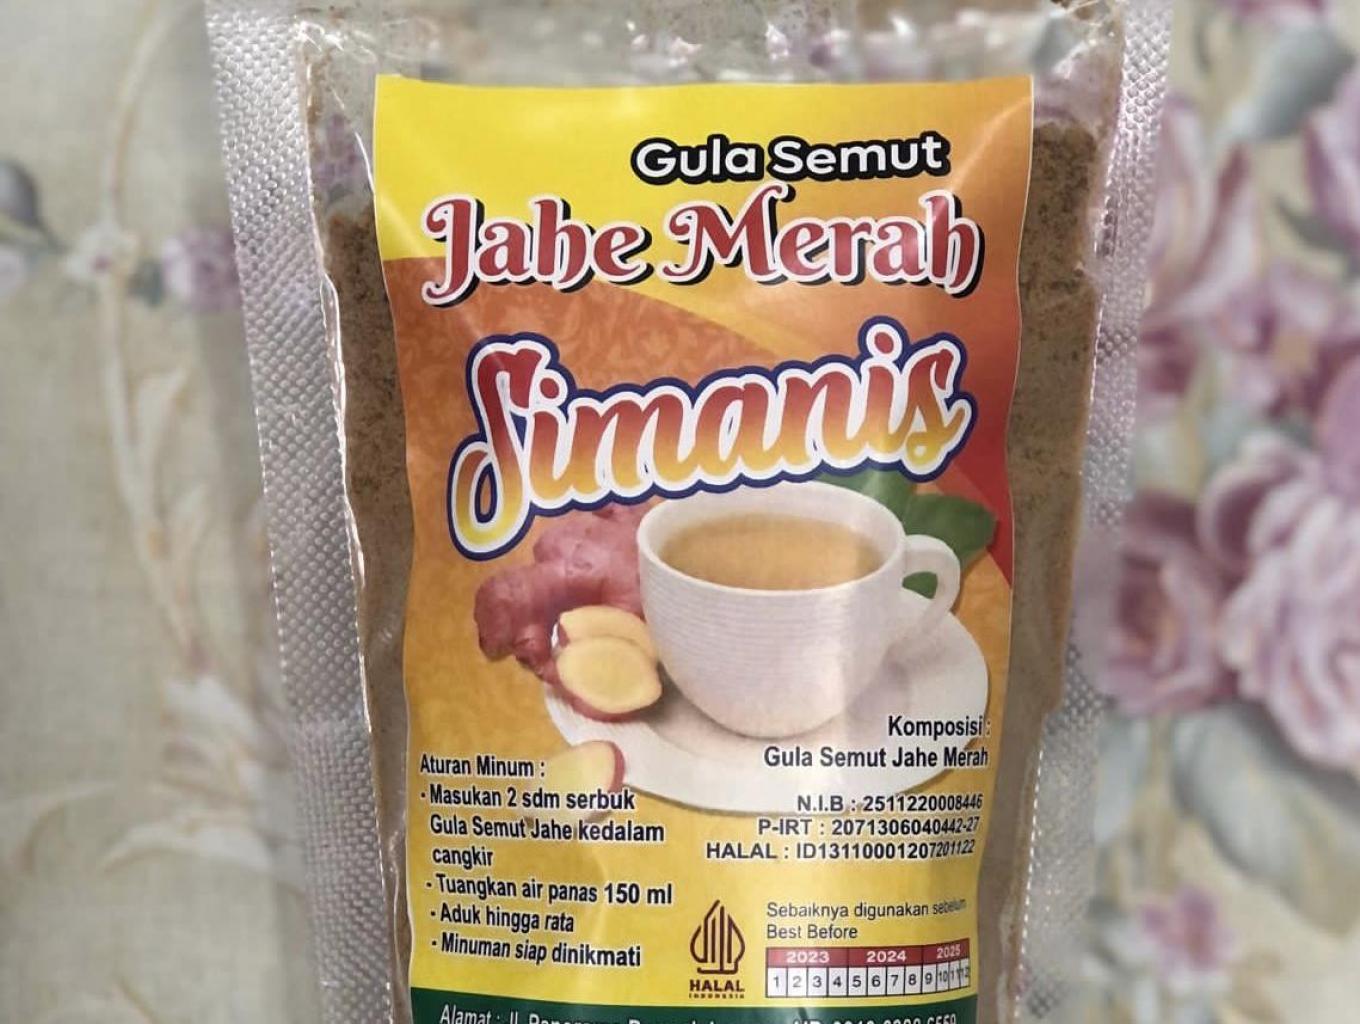 Gula Semut
Jahe Merah
Simanis
Komposisi :
Gula Semut Jahe Merah
Aturan Minum :
- Masukan 2 sdm serbuk
Gula Semut Jahe kedalam
cangkir
- Tuangkan air panas 150 ml
- Aduk hingga rata
- Minuman siap dinikmati
N.I.B : 2511220008446
P-IRT : 2071306040442-27
HALAL : ID13110001207201122
HALAL
INDONESIA
Sebaiknya digunakan sebelum
Best Before
2023 2024 2025
1 2 3 4 5 6 7 8 9 10 11 12
Alamat : Jl.